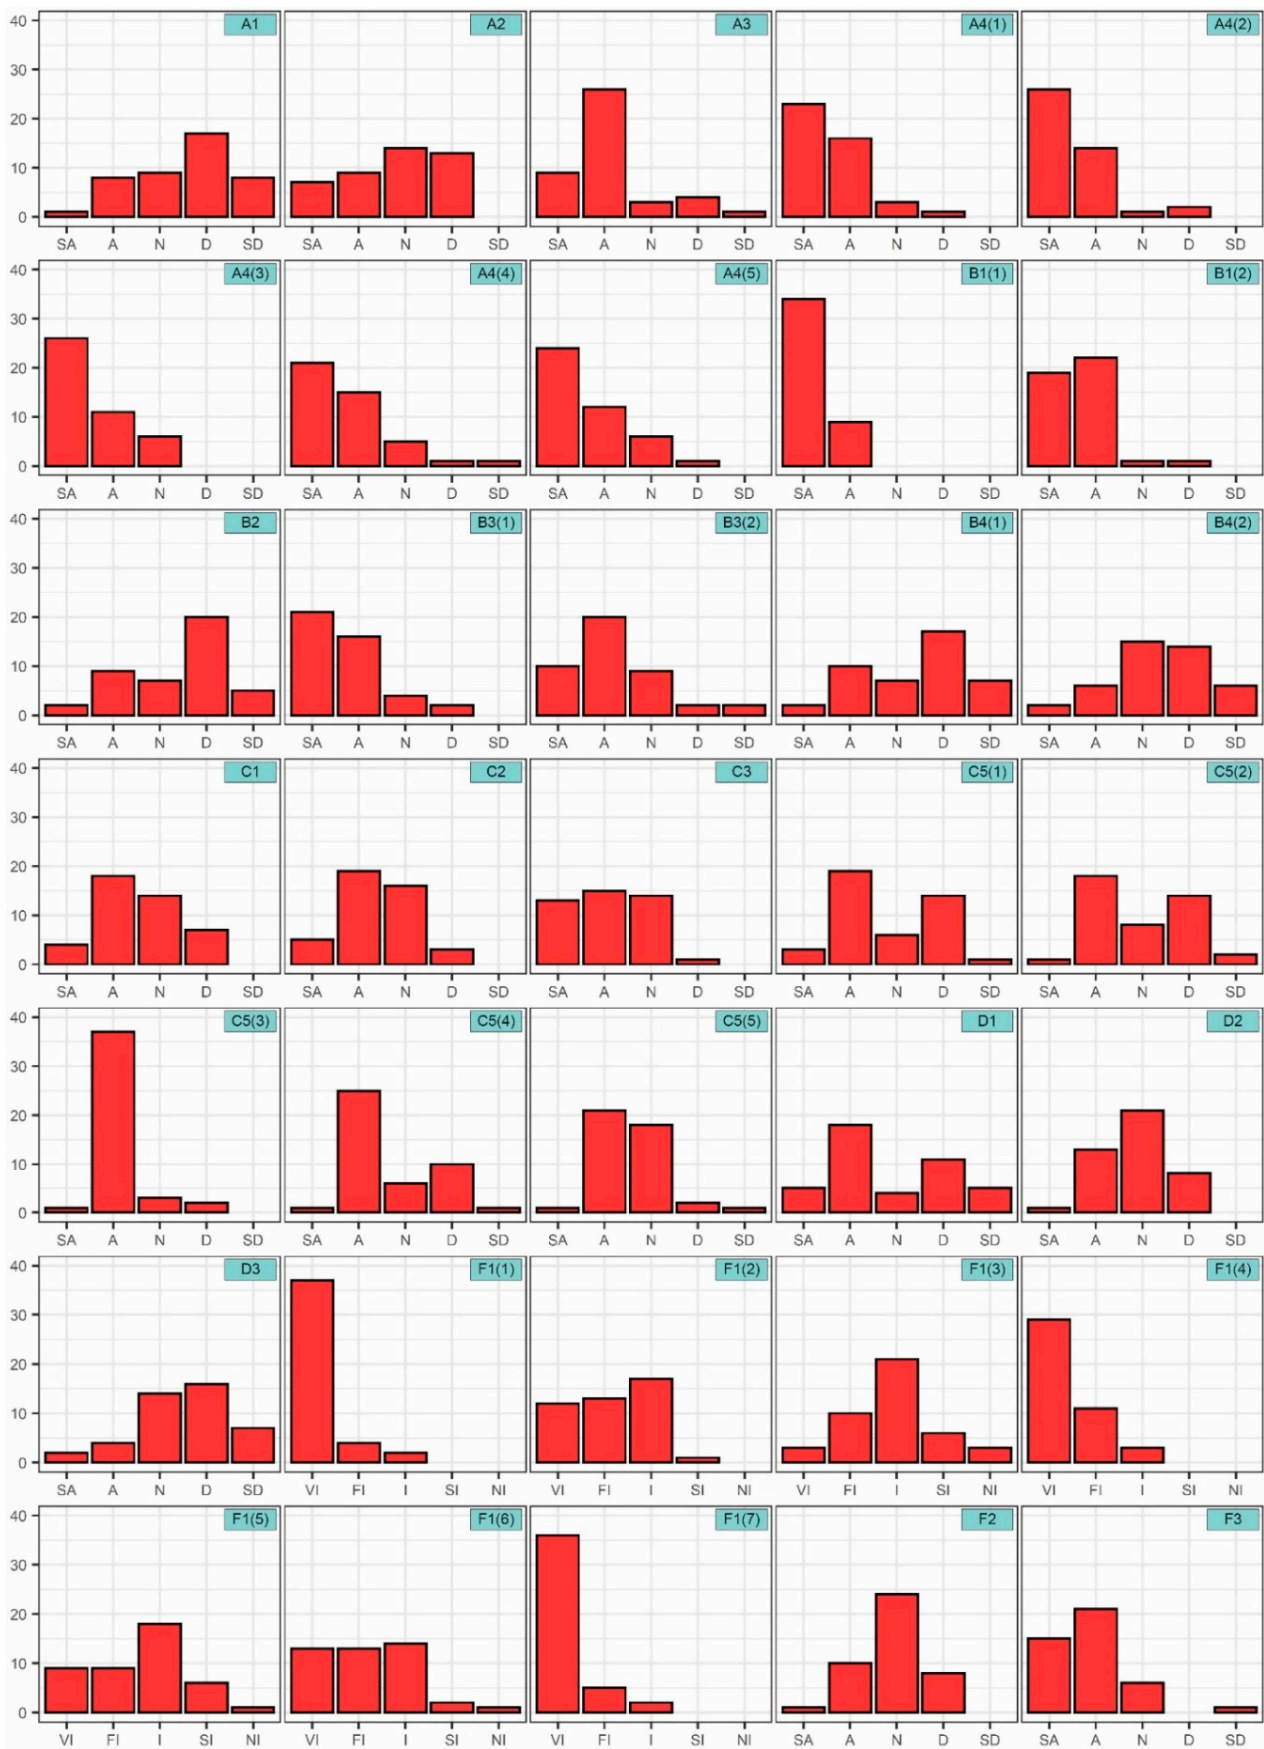 A1 A2 A3 A4(1) A4(2)
40
30
20
10
0
SA A N D SD SA A N D SD SA A N D SD SA A N D SD SA A N D SD
A4(3) A4(4) A4(5) B1(1) B1(2)
40
30
20
10
0
SA A N D SD SA A N D SD SA A N D SD SA A N D SD SA A N D SD
B2 B3(1) B3(2) B4(1) B4(2)
40
30
20
10
0
SA A N D SD SA A N D SD SA A N D SD SA A N D SD SA A N D SD
C1 C2 C3 C5(1) C5(2)
40
30
20
10
0
SA A N D SD SA A N D SD SA A N D SD SA A N D SD SA A N D SD
C5(3) C5(4) C5(5) D1 D2
40
30
20
10
0
SA A N D SD SA A N D SD SA A N D SD SA A N D SD SA A N D SD
D3 F1(1) F1(2) F1(3) F1(4)
40
30
20
10
0
SA A N D SD VI FI I SI NI VI FI I SI NI VI FI I SI NI VI FI I SI NI
F1(5) F1(6) F1(7) F2 F3
40
30
20
10
0
VI FI I SI NI VI FI I SI NI VI FI I SI NI SA A N D SD SA A N D SD